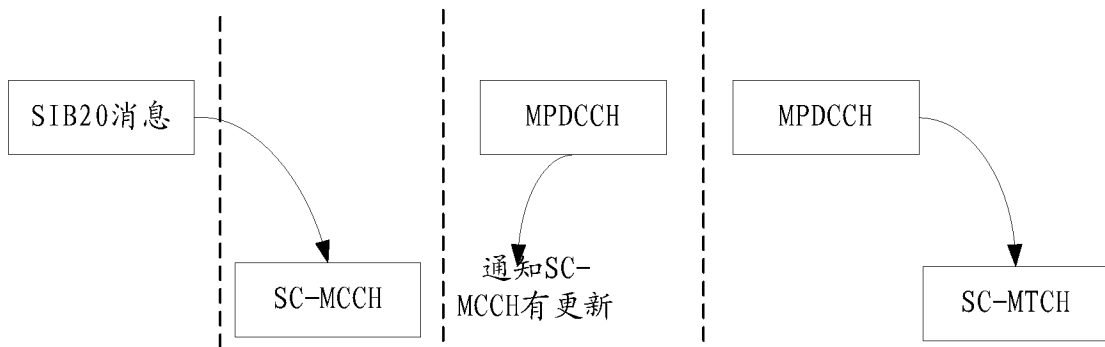 SIB20消息
MPDCCH
MPDCCH
SC-MCCH
通知SC-
MCCH有更新
SC-MTCH